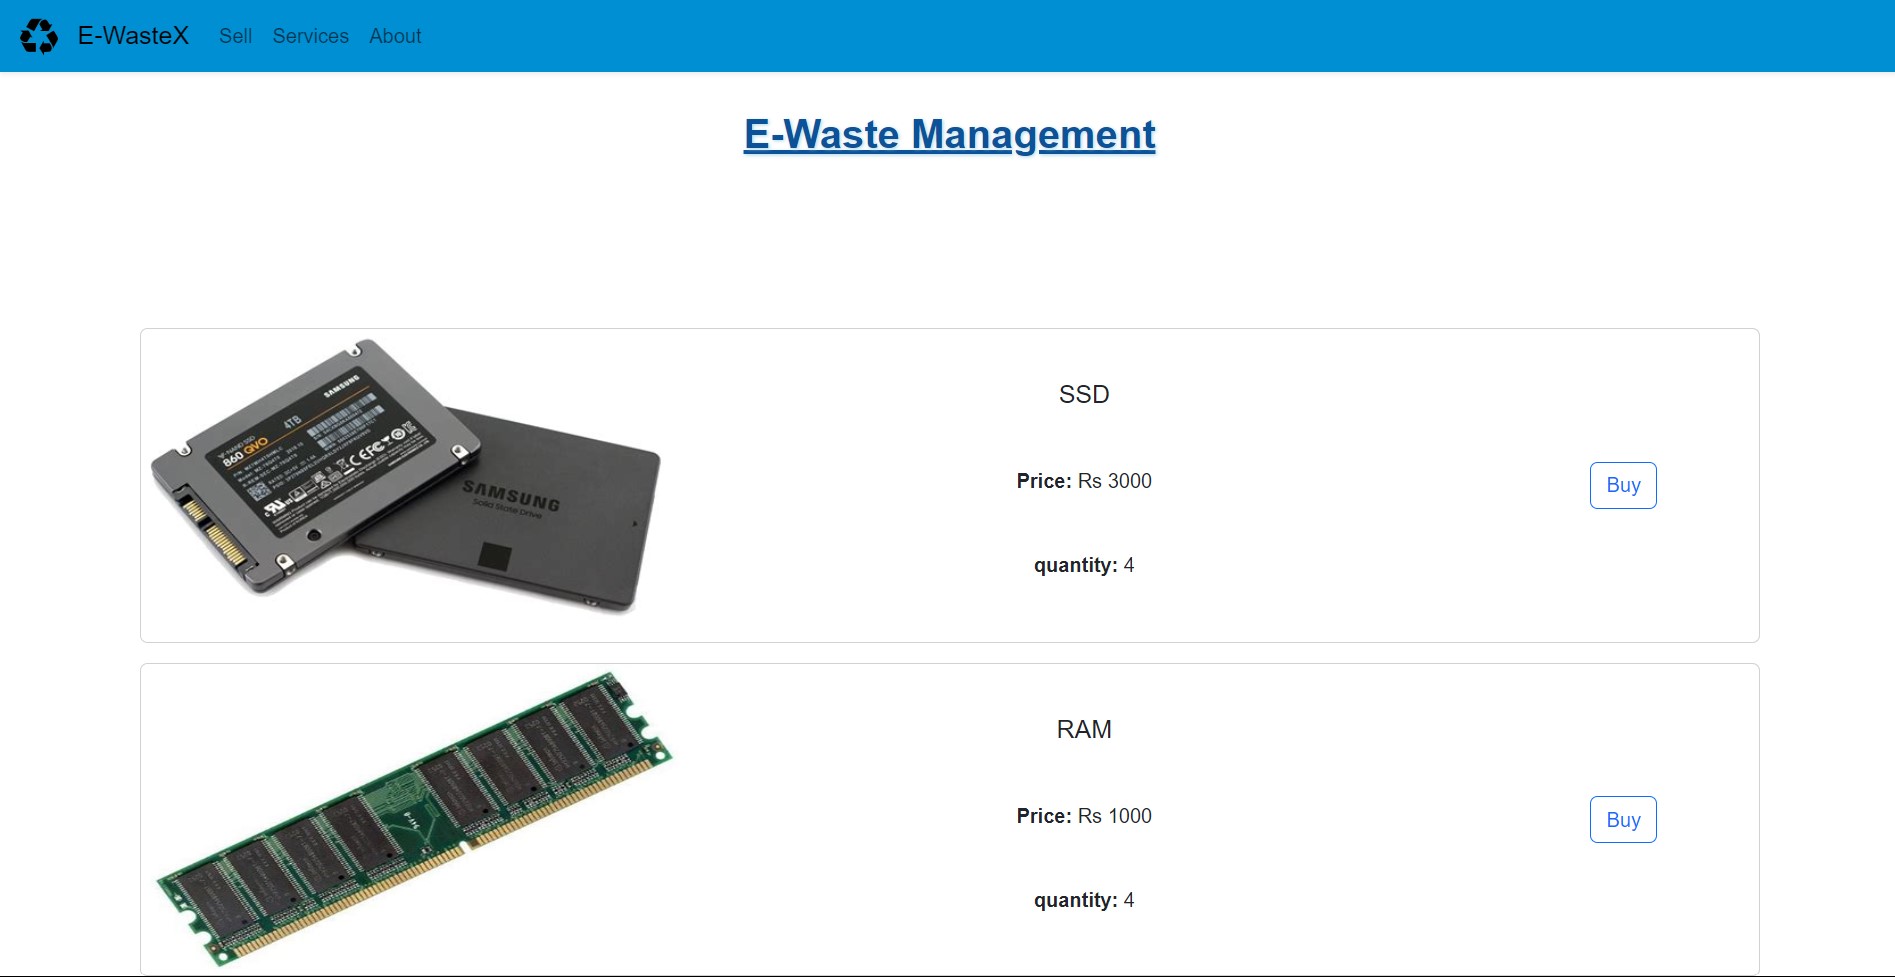 E-WasteX Sell Services About
E-Waste Management
SAMSUNG
4TB
860 QVO
SAMSUNG
Solid State Drive
SSD
Price: Rs 3000
Buy
quantity: 4
RAM
Price: Rs 1000
Buy
quantity: 4